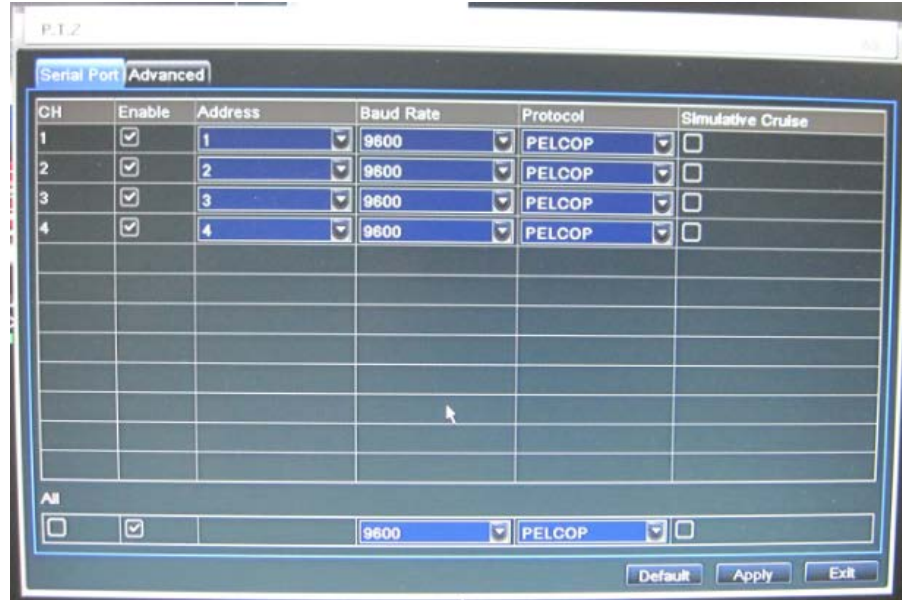 P.T.Z
Serial Port Advanced
CH Enable Address Baud Rate Protocol Simulative Cruise
1 1 9600 PELCOP
2 2 9600 PELCOP
3 3 9600 PELCOP
4 4 9600 PELCOP
All
9600 PELCOP
Default Apply Exit